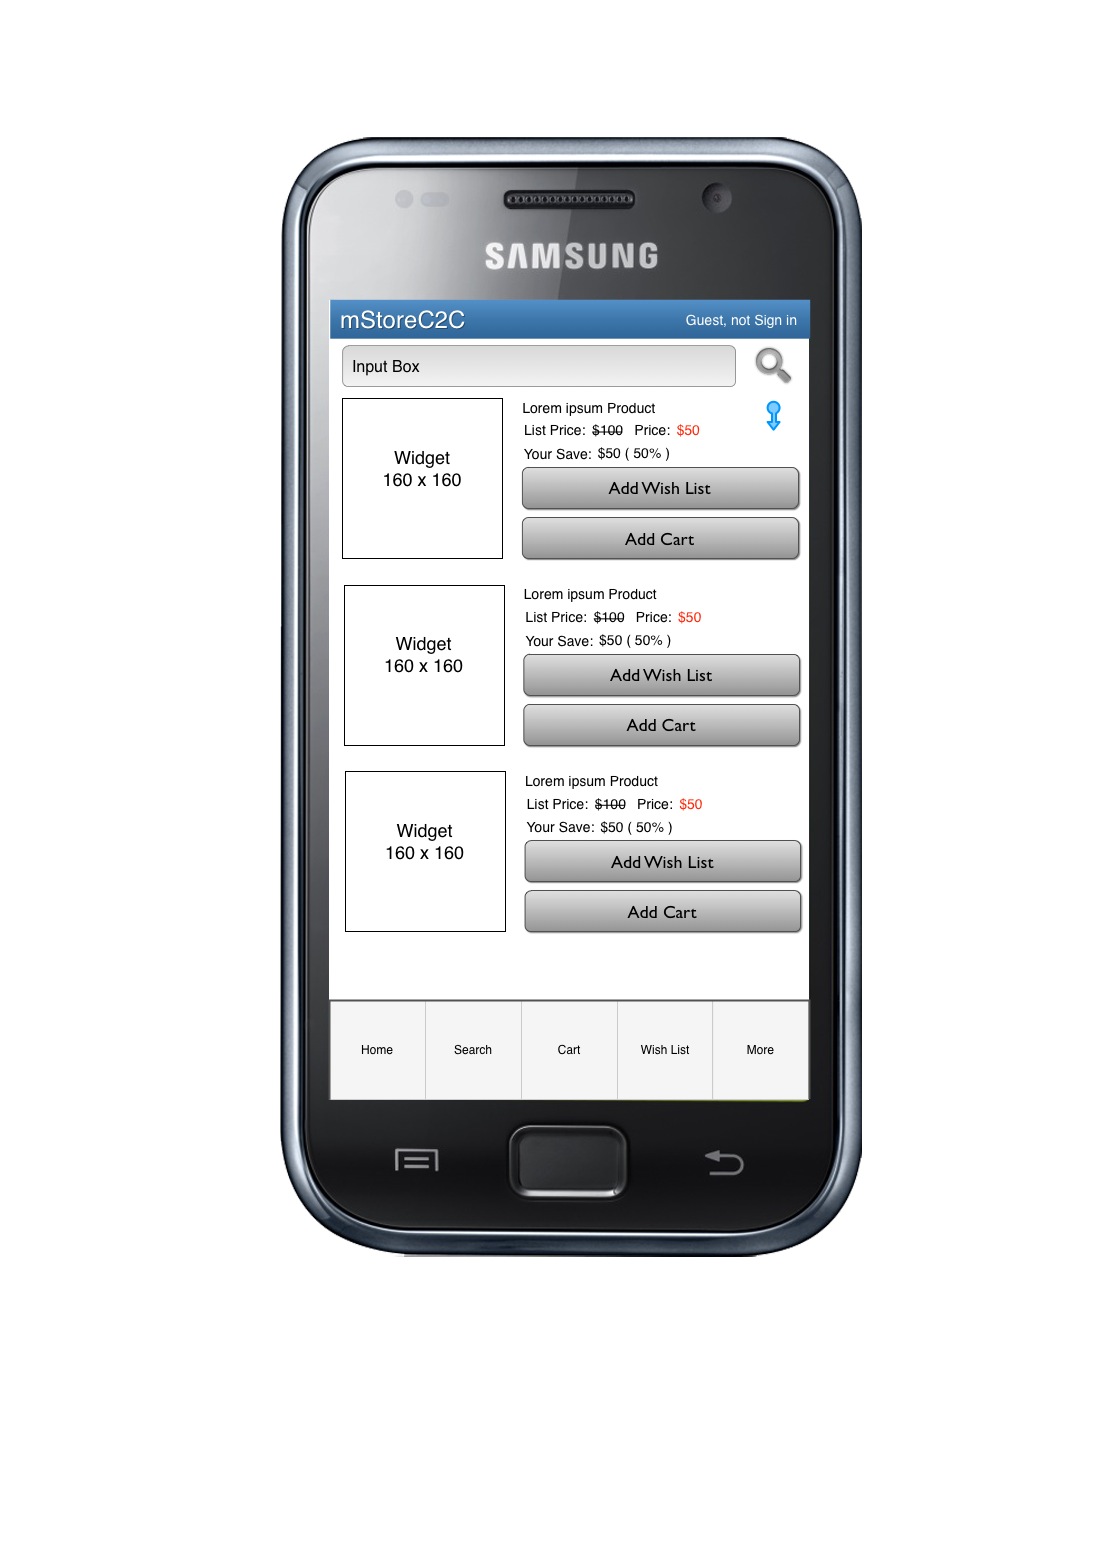 SAMSUNG
mStoreC2C Guest, not Sign in
Input Box
Widget
160 x 160
Lorem ipsum Product
List Price: $100 Price: $50
Your Save: $50 ( 50% )
Add Wish List
Add Cart
Widget
160 x 160
Lorem ipsum Product
List Price: $100 Price: $50
Your Save: $50 ( 50% )
Add Wish List
Add Cart
Widget
160 x 160
Lorem ipsum Product
List Price: $100 Price: $50
Your Save: $50 ( 50% )
Add Wish List
Add Cart
Home Search Cart Wish List More